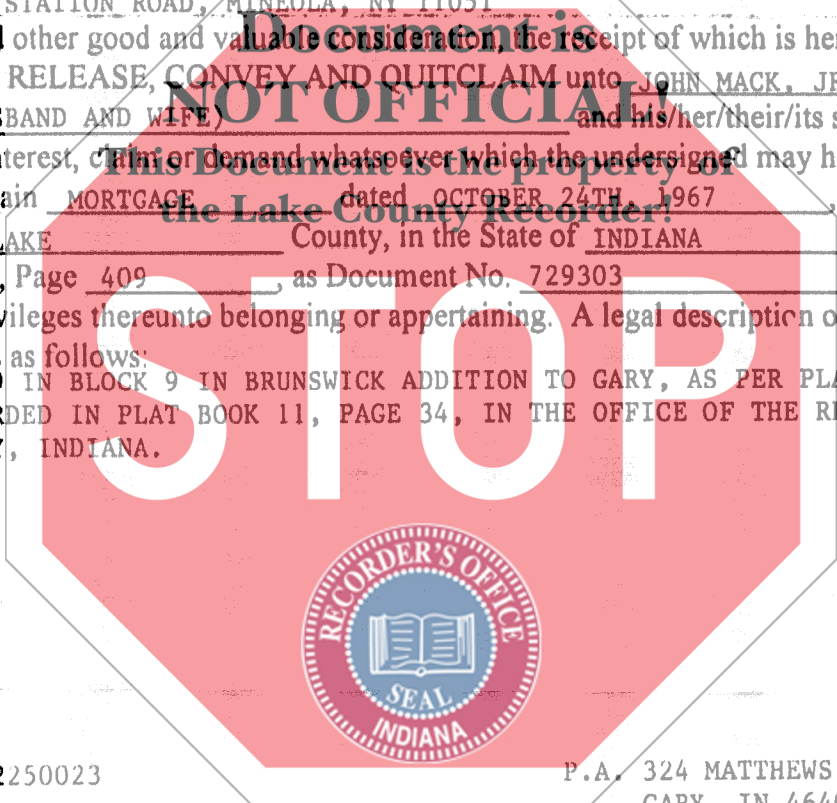 STATION ROAD, MINEOLA, NY 11051
Document is
other good and valuable consideration, the receipt of which is her
RELEASE, CONVEY AND QUITCLAIM unto JOHN MACK, JR
NOT OFFICIAL!
SBAND AND WIFE) and his/her/their/its s
terest, claim or demand whatsoever which the undersigned may h
This Document is the property of
ain MORTGAGE dated OCTOBER 24TH, 1967,
the Lake County Recorder!
LAKE County, in the State of INDIANA
, Page 409, as Document No. 729303
vileges thereunto belonging or appertaining. A legal description o
as follows:
IN BLOCK 9 IN BRUNSWICK ADDITION TO GARY, AS PER PLA
RDED IN PLAT BOOK 11, PAGE 34, IN THE OFFICE OF THE RE
, INDIANA.
STOP
RECORDER'S OFFICE
SEAL
INDIANA
2250023
P.A. 324 MATTHEWS
GARY, IN 464